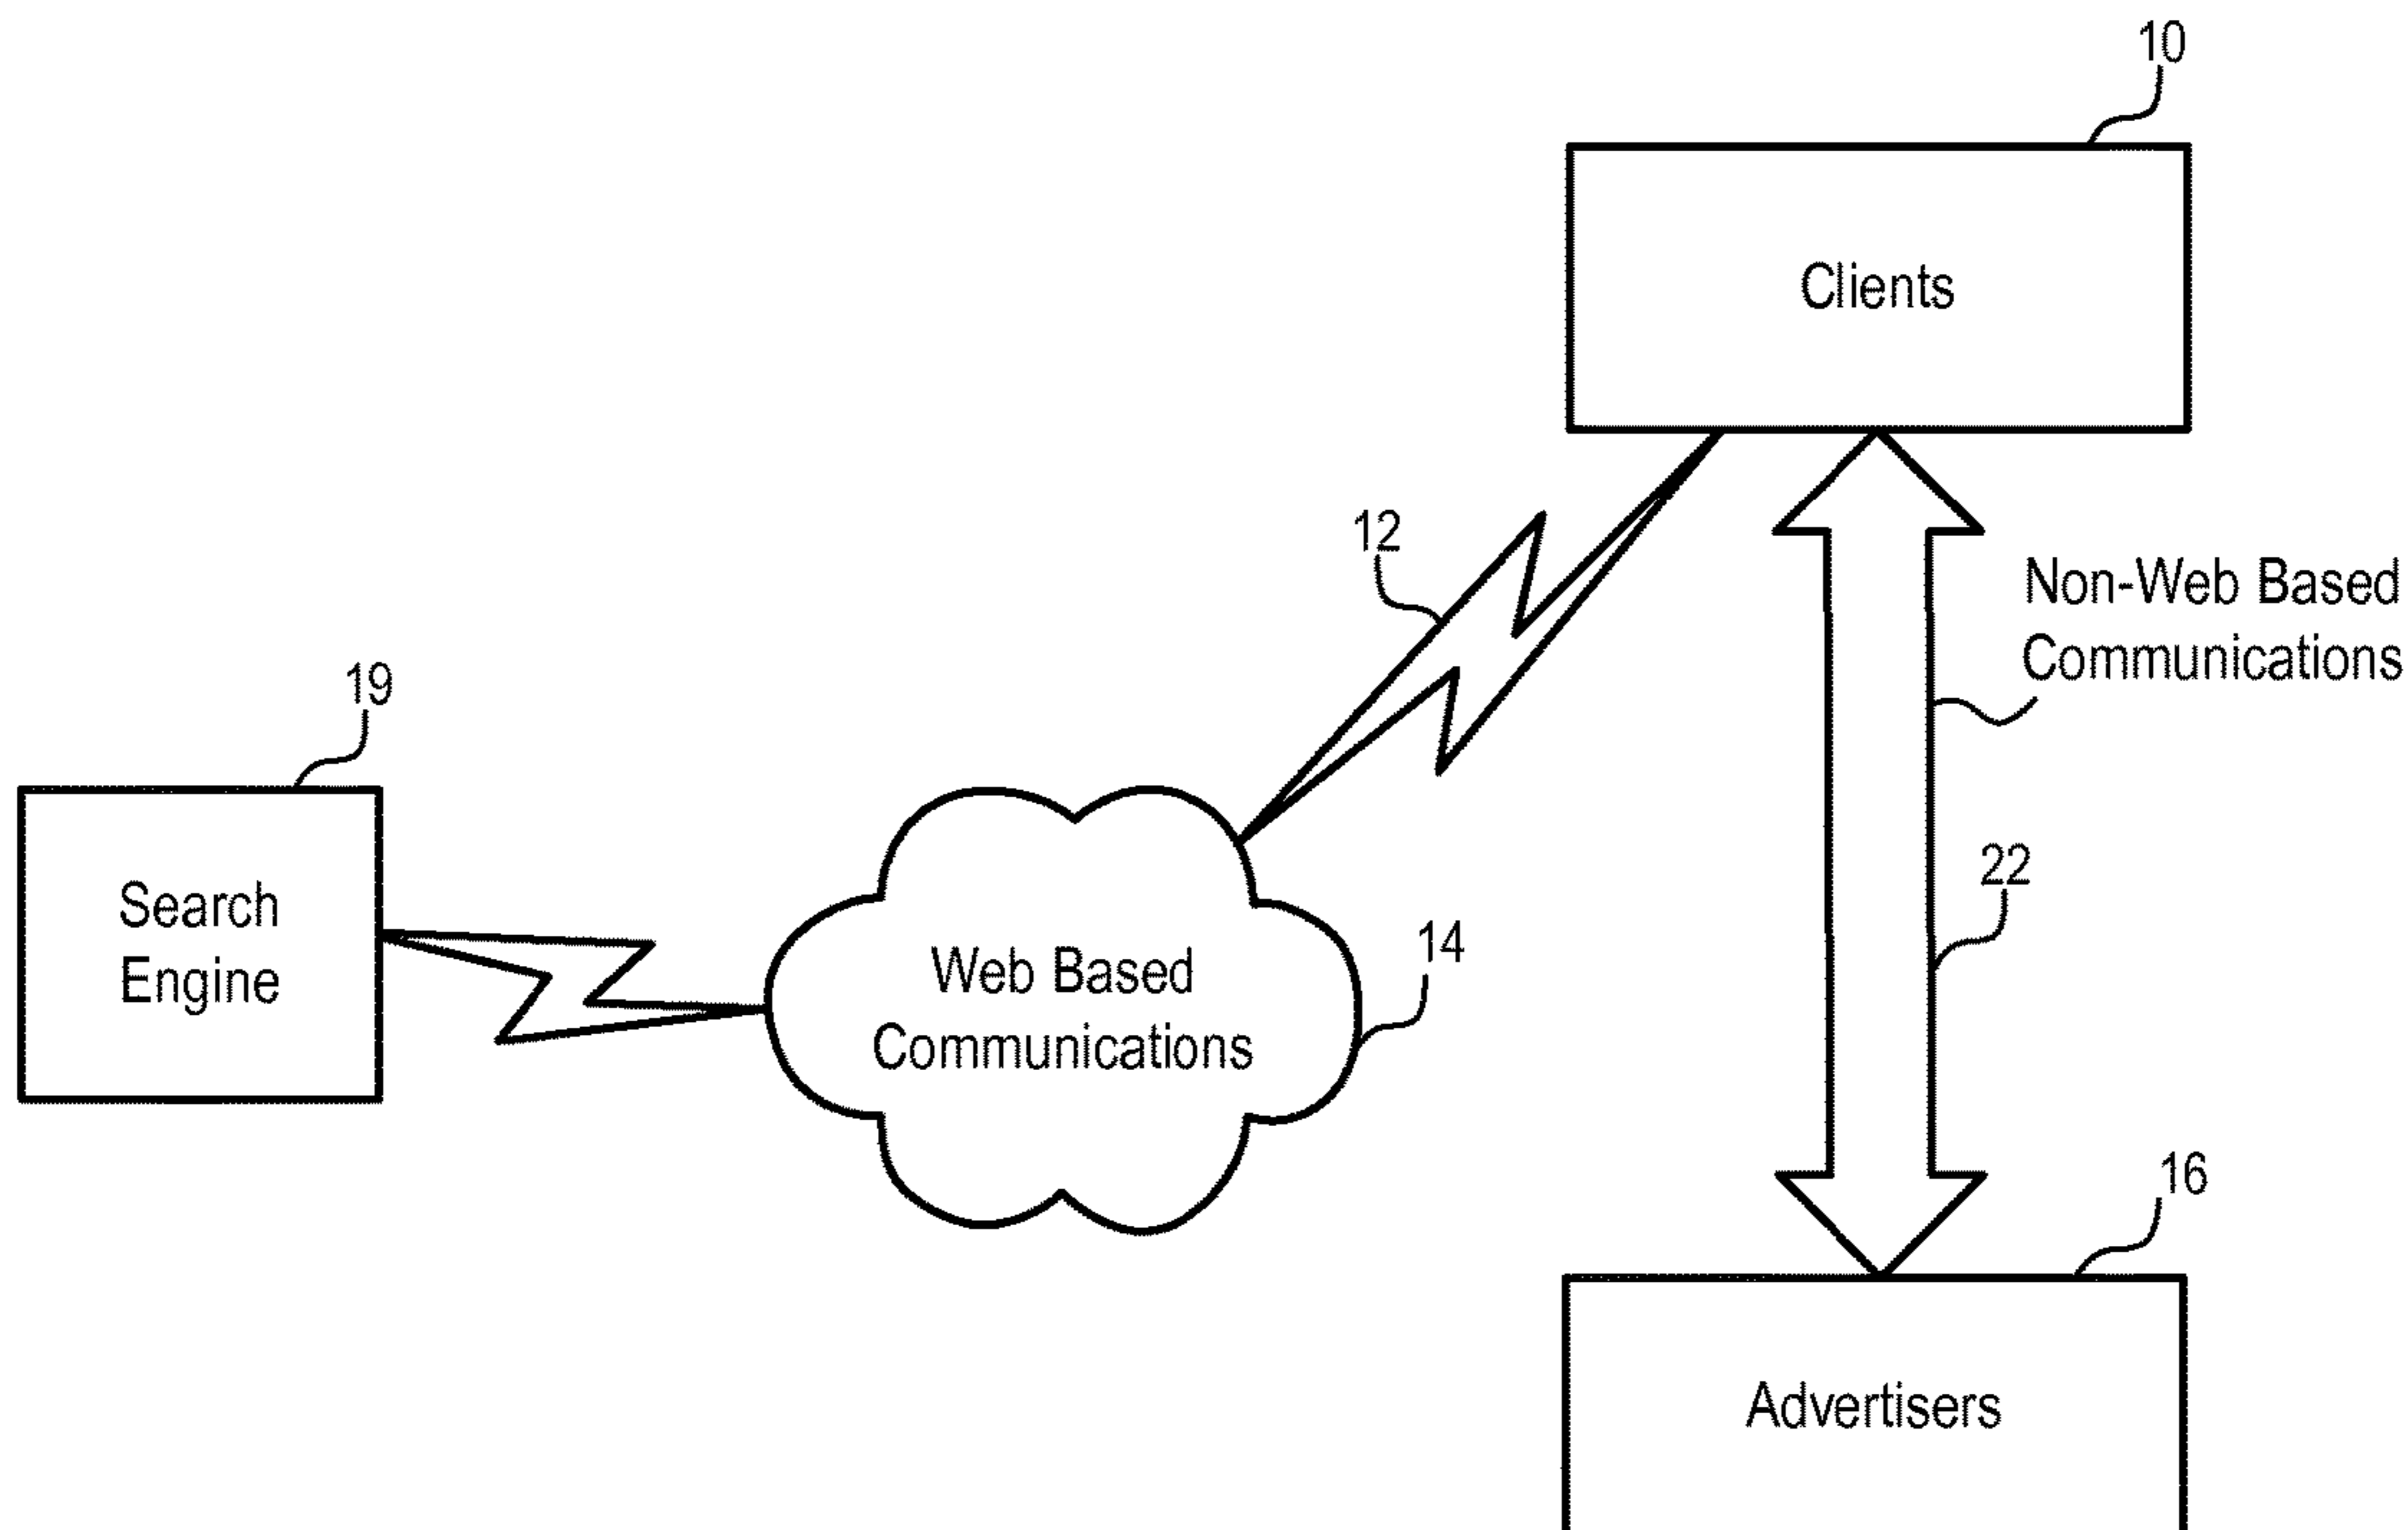 10
Clients
12
Non-Web Based
Communications
19
Search
Engine
22
14
Web Based
Communications
16
Advertisers